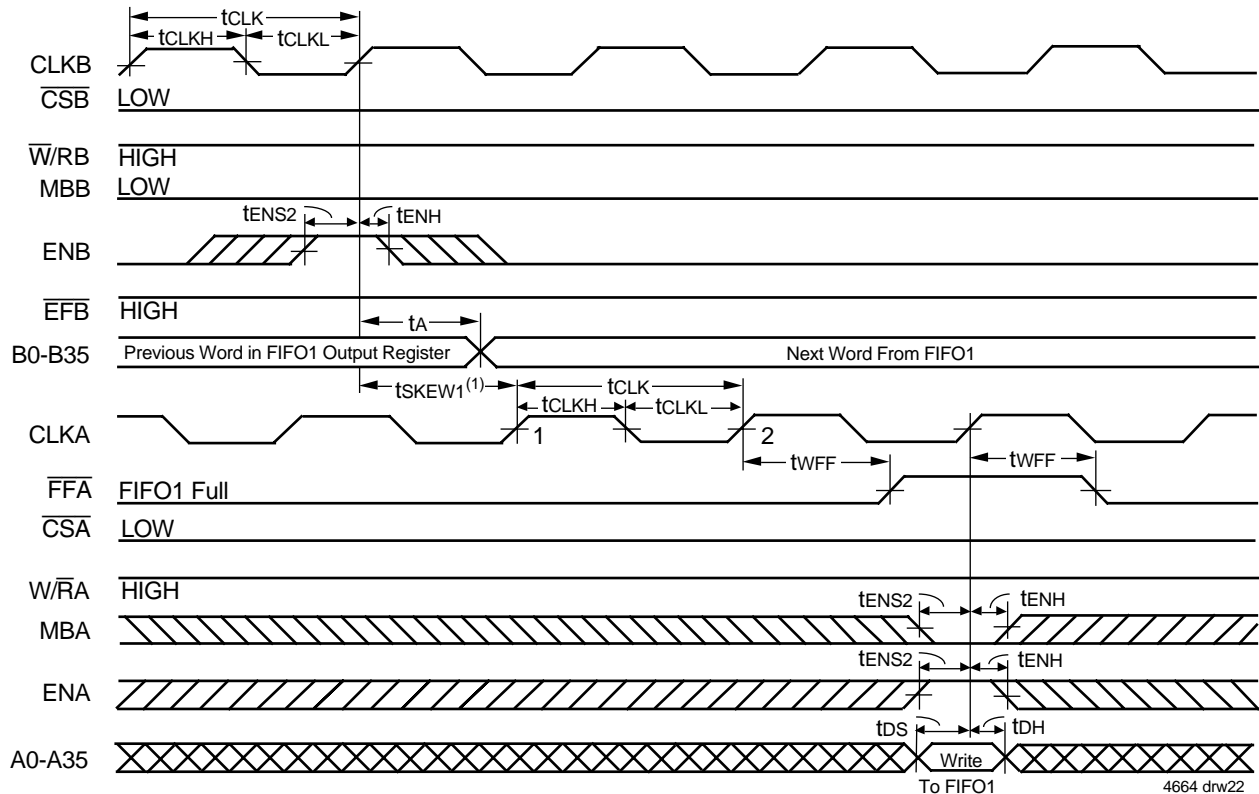 tCLK
tCLKH tCLKL
CLKB
CSB LOW
W/RB HIGH
MBB LOW
tENS2 tENH
ENB
EFB HIGH
tA
B0-B35 Previous Word in FIFO1 Output Register Next Word From FIFO1
tSKEW1(1) tCLK
tCLKH tCLKL
CLKA 1 2
tWFF tWFF
FFA FIFO1 Full
CSA LOW
W/RA HIGH
tENS2 tENH
MBA
tENS2 tENH
ENA
tDS tDH
A0-A35 Write
To FIFO1 4664 drw22